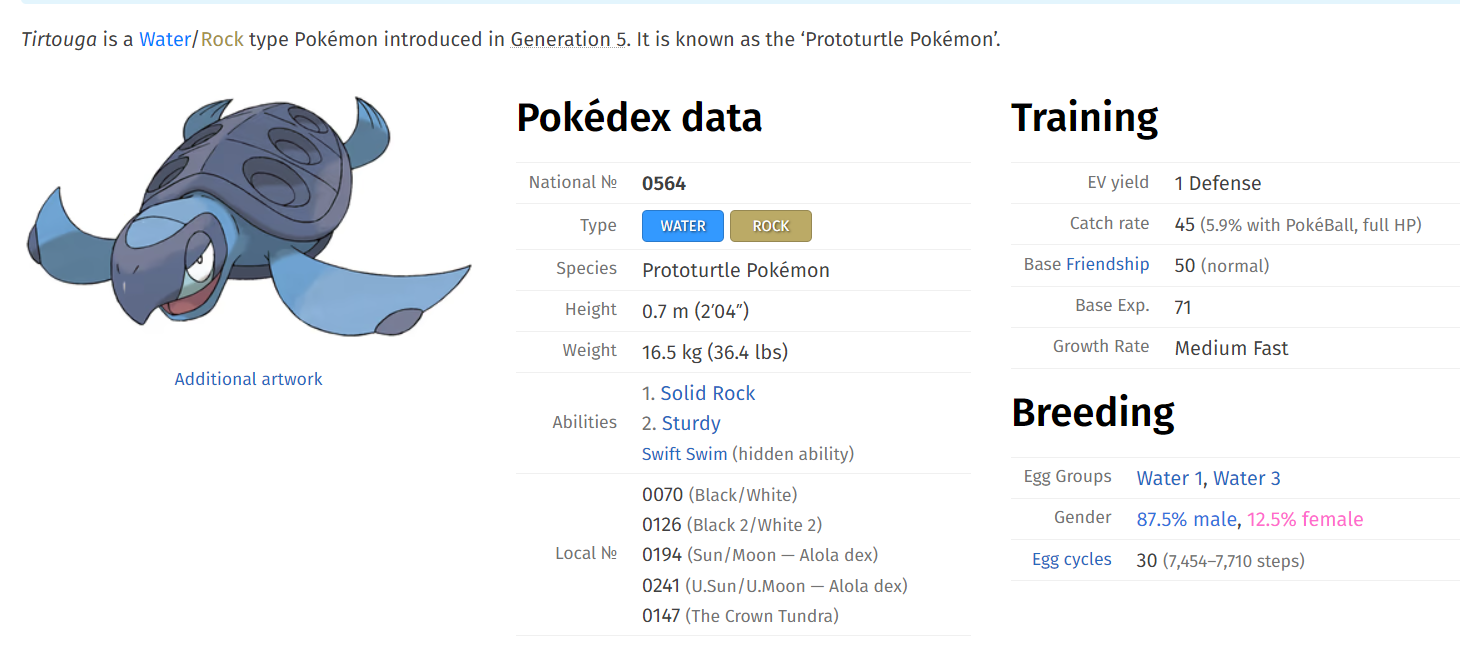 Tirtouga is a Water/Rock type Pokémon introduced in Generation 5. It is known as the ‘Prototurtle Pokémon’.
Additional artwork
Pokédex data
National № 0564
Type WATER ROCK
Species Prototurtle Pokémon
Height 0.7 m (2′04″)
Weight 16.5 kg (36.4 lbs)
Abilities 1. Solid Rock
2. Sturdy
Swift Swim (hidden ability)
Local № 0070 (Black/White)
0126 (Black 2/White 2)
0194 (Sun/Moon — Alola dex)
0241 (U.Sun/U.Moon — Alola dex)
0147 (The Crown Tundra)
Training
EV yield 1 Defense
Catch rate 45 (5.9% with PokéBall, full HP)
Base Friendship 50 (normal)
Base Exp. 71
Growth Rate Medium Fast
Breeding
Egg Groups Water 1, Water 3
Gender 87.5% male, 12.5% female
Egg cycles 30 (7,454–7,710 steps)